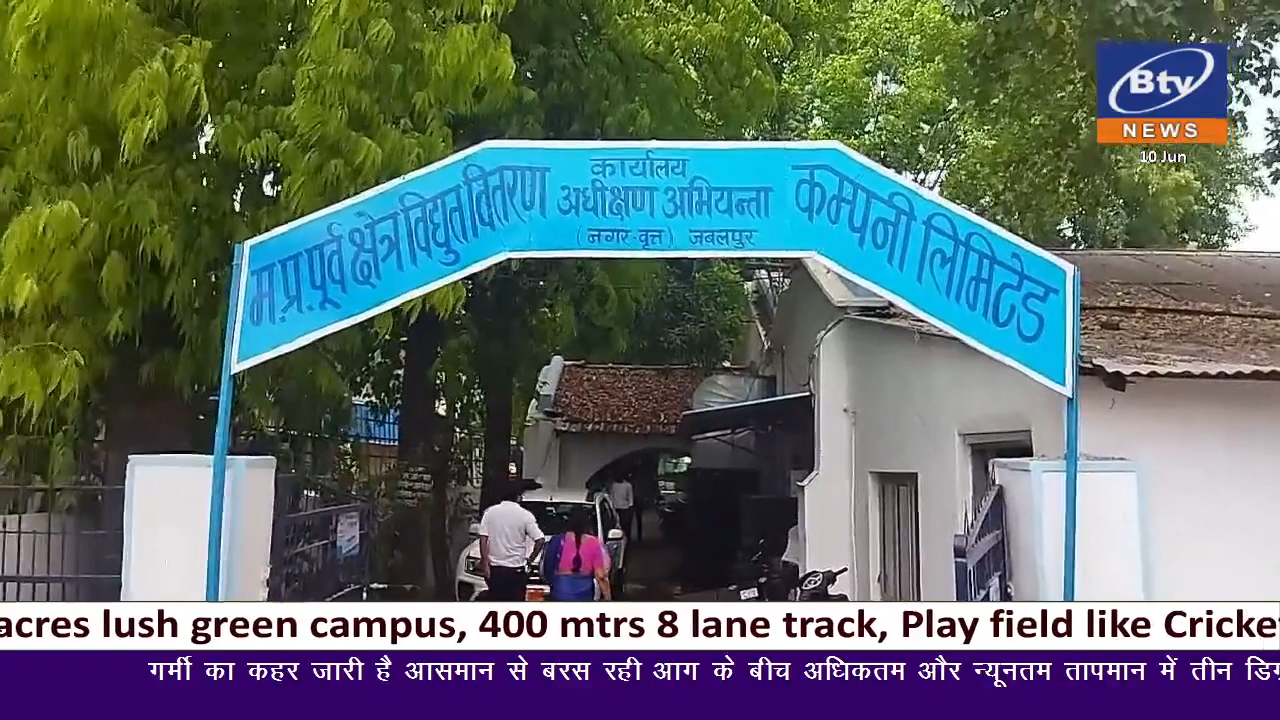 Btv
NEWS
10 Jun
म.प्र.पूर्व क्षेत्र विद्युत वितरण
कार्यालय
अधीक्षण अभियन्ता
(नगर-वृत्त) जबलपुर
कम्पनी लिमिटेड
acres lush green campus, 400 mtrs 8 lane track, Play field like Cricket
गर्मी का कहर जारी है आसमान से बरस रही आग के बीच अधिकतम और न्यूनतम तापमान में तीन डिग्